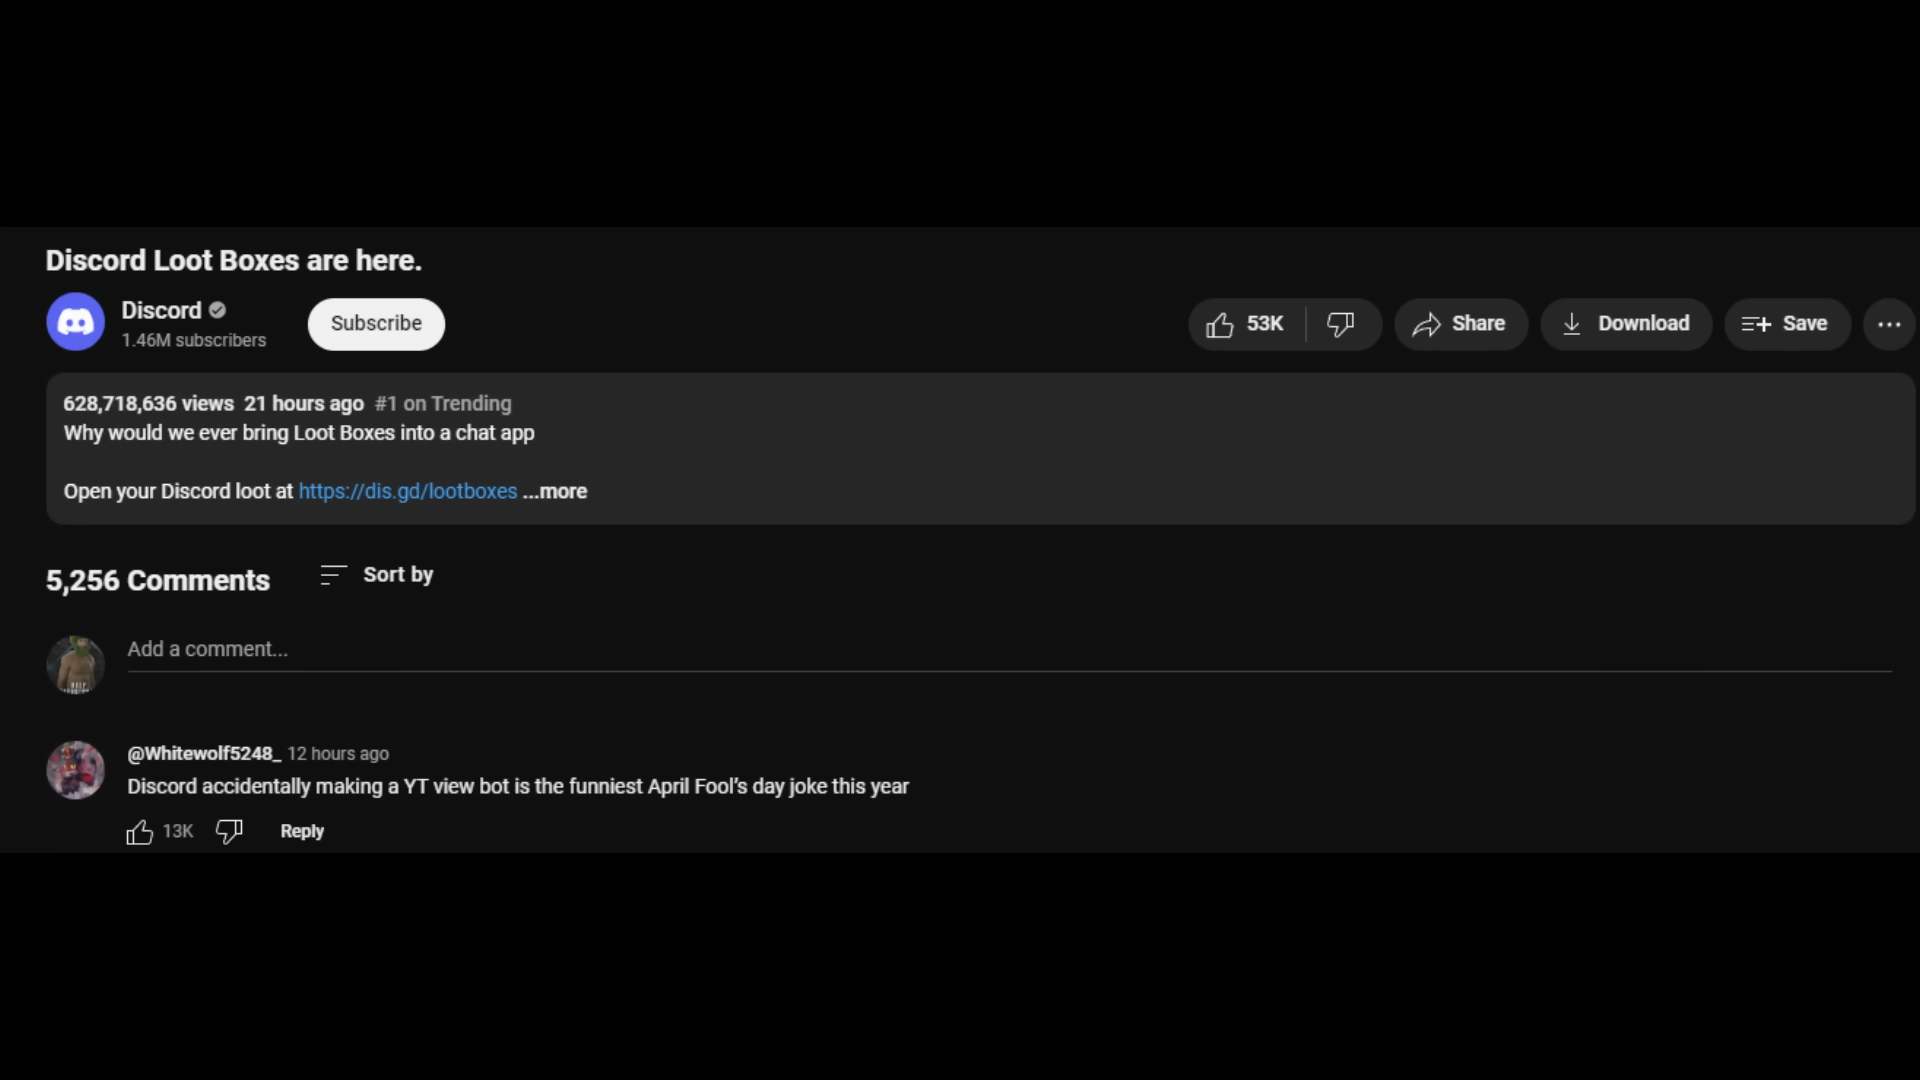 Discord Loot Boxes are here.
Discord
1.46M subscribers
Subscribe
53K
Share
Download
Save
628,718,636 views 21 hours ago #1 on Trending
Why would we ever bring Loot Boxes into a chat app
Open your Discord loot at https://dis.gd/lootboxes ...more
5,256 Comments
Sort by
Add a comment...
@Whitewolf5248_ 12 hours ago
Discord accidentally making a YT view bot is the funniest April Fool's day joke this year
13K
Reply